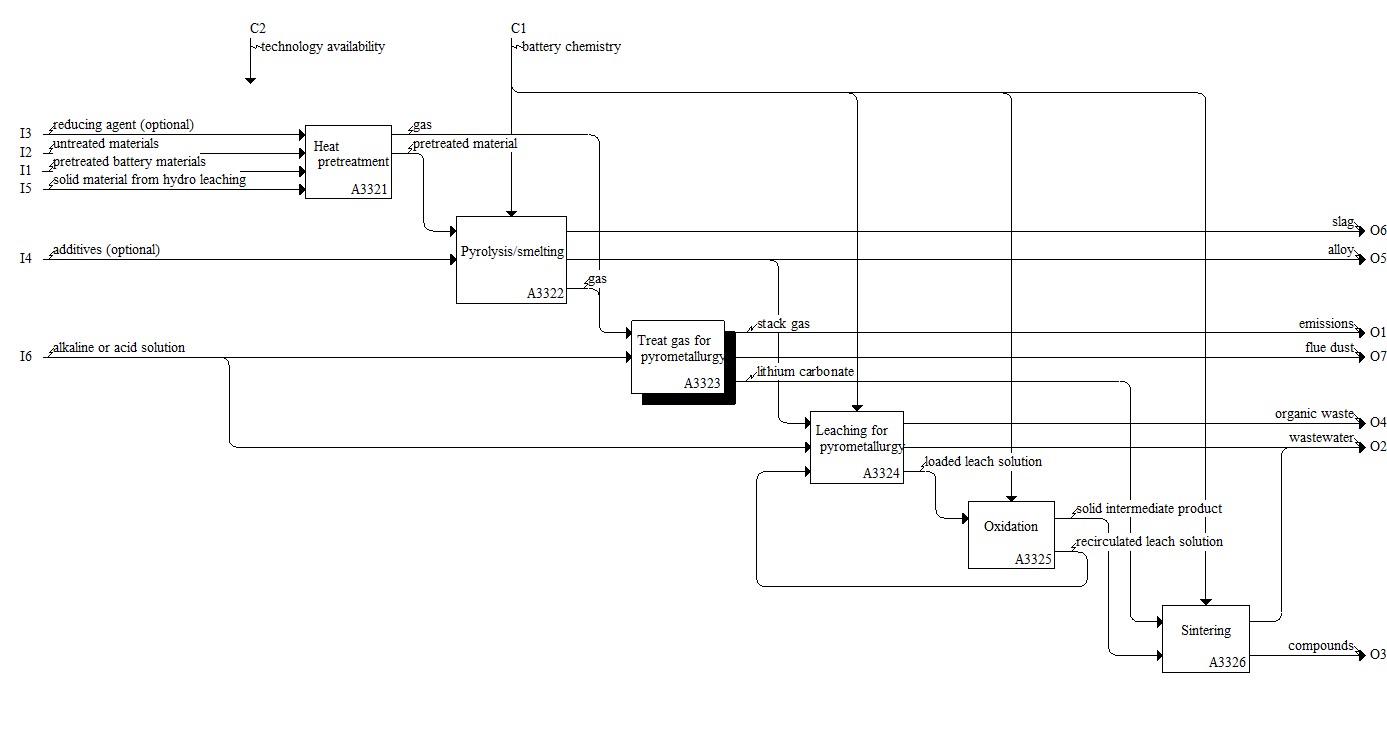 C2
C1
technology availability
battery chemistry
I3
reducing agent (optional)
gas
I2
untreated materials
pretreated material
I1
pretreated battery materials
I5
solid material from hydro leaching
Heat
pretreatment
A3321
slag
O6
I4
additives (optional)
Pyrolysis/smelting
A3322
alloy
O5
gas
Treat gas for
pyrometallurgy
A3323
stack gas
emissions
O1
I6
alkaline or acid solution
flue dust
O7
lithium carbonate
Leaching for
pyrometallurgy
A3324
organic waste
O4
wastewater
O2
loaded leach solution
Oxidation
A3325
solid intermediate product
recirculated leach solution
Sintering
A3326
compounds
O3